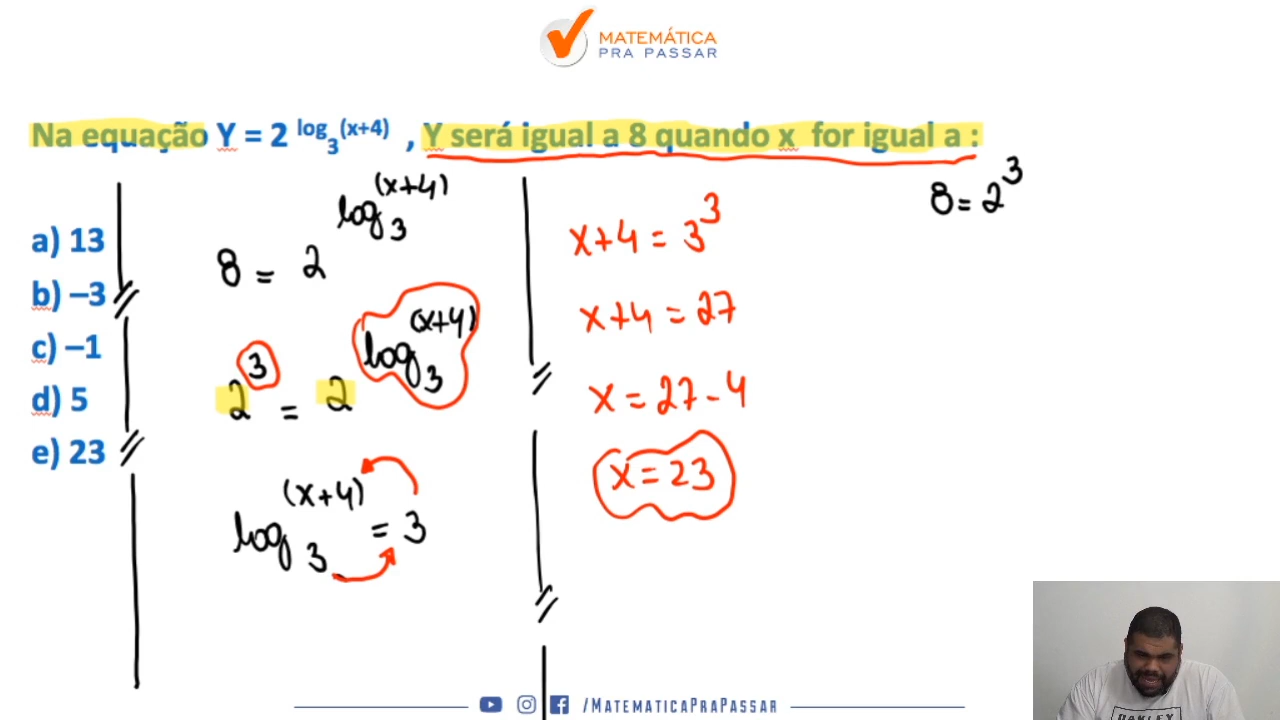 MATEMÁTICA
PRA PASSAR
Na equação Y = 2 log₃(x+4) , Y será igual a 8 quando x for igual a :
a) 13
b) –3
c) –1
d) 5
e) 23
8 = 2 log₃(x+4)
2³ = 2 log₃(x+4)
log₃(x+4) = 3
x+4 = 3³
x+4 = 27
x = 27 - 4
x = 23
8 = 2³
OAKLEY
/MATEMATICAPRAPASSAR